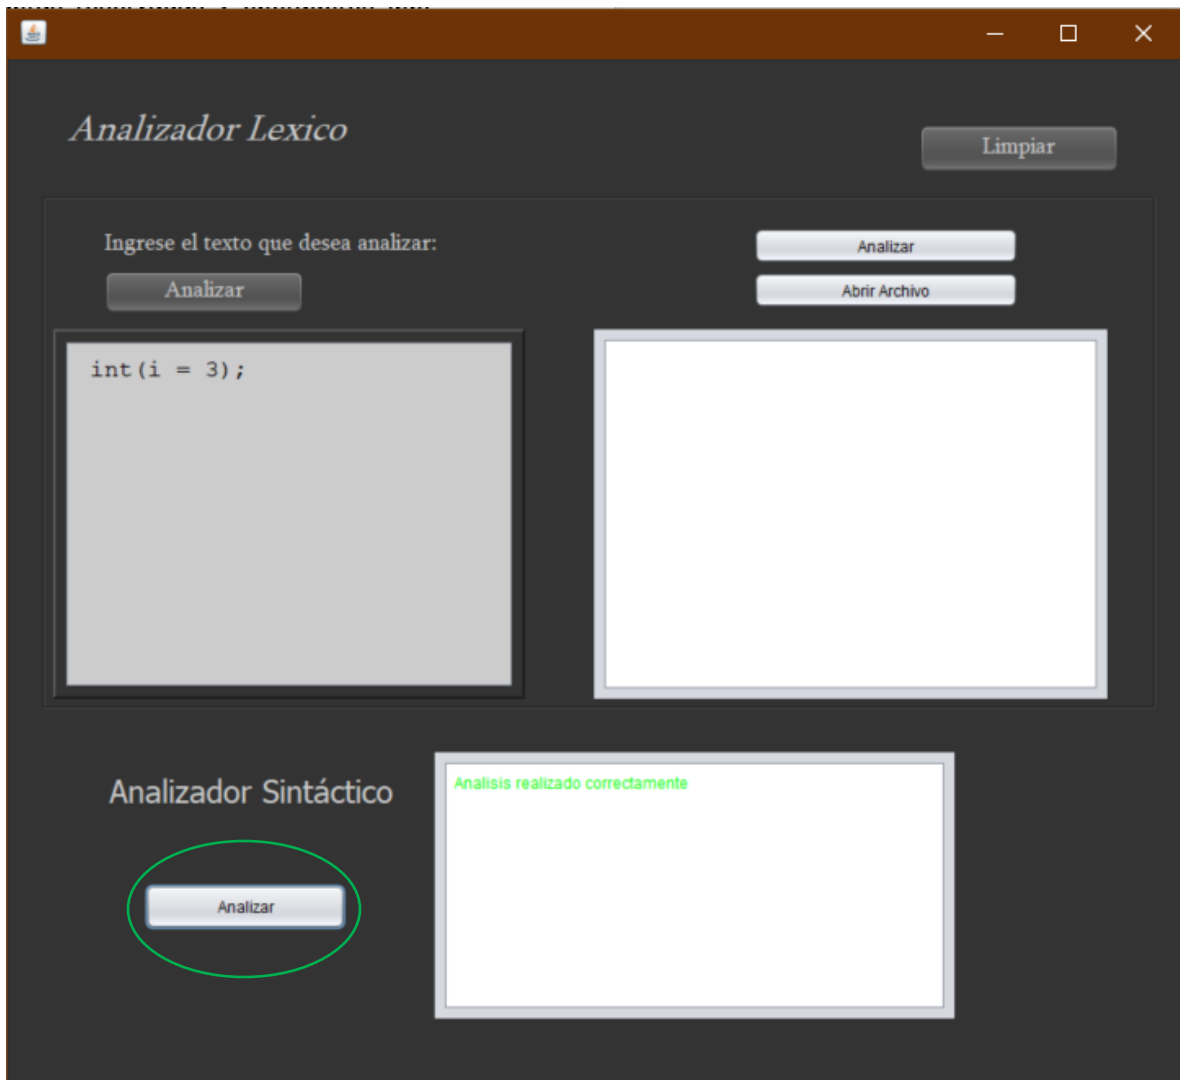 Analizador Lexico
Limpiar
Ingrese el texto que desea analizar:
Analizar
Analizar
Abrir Archivo
int(i = 3);
Analizador Sintáctico
Analisis realizado correctamente
Analizar